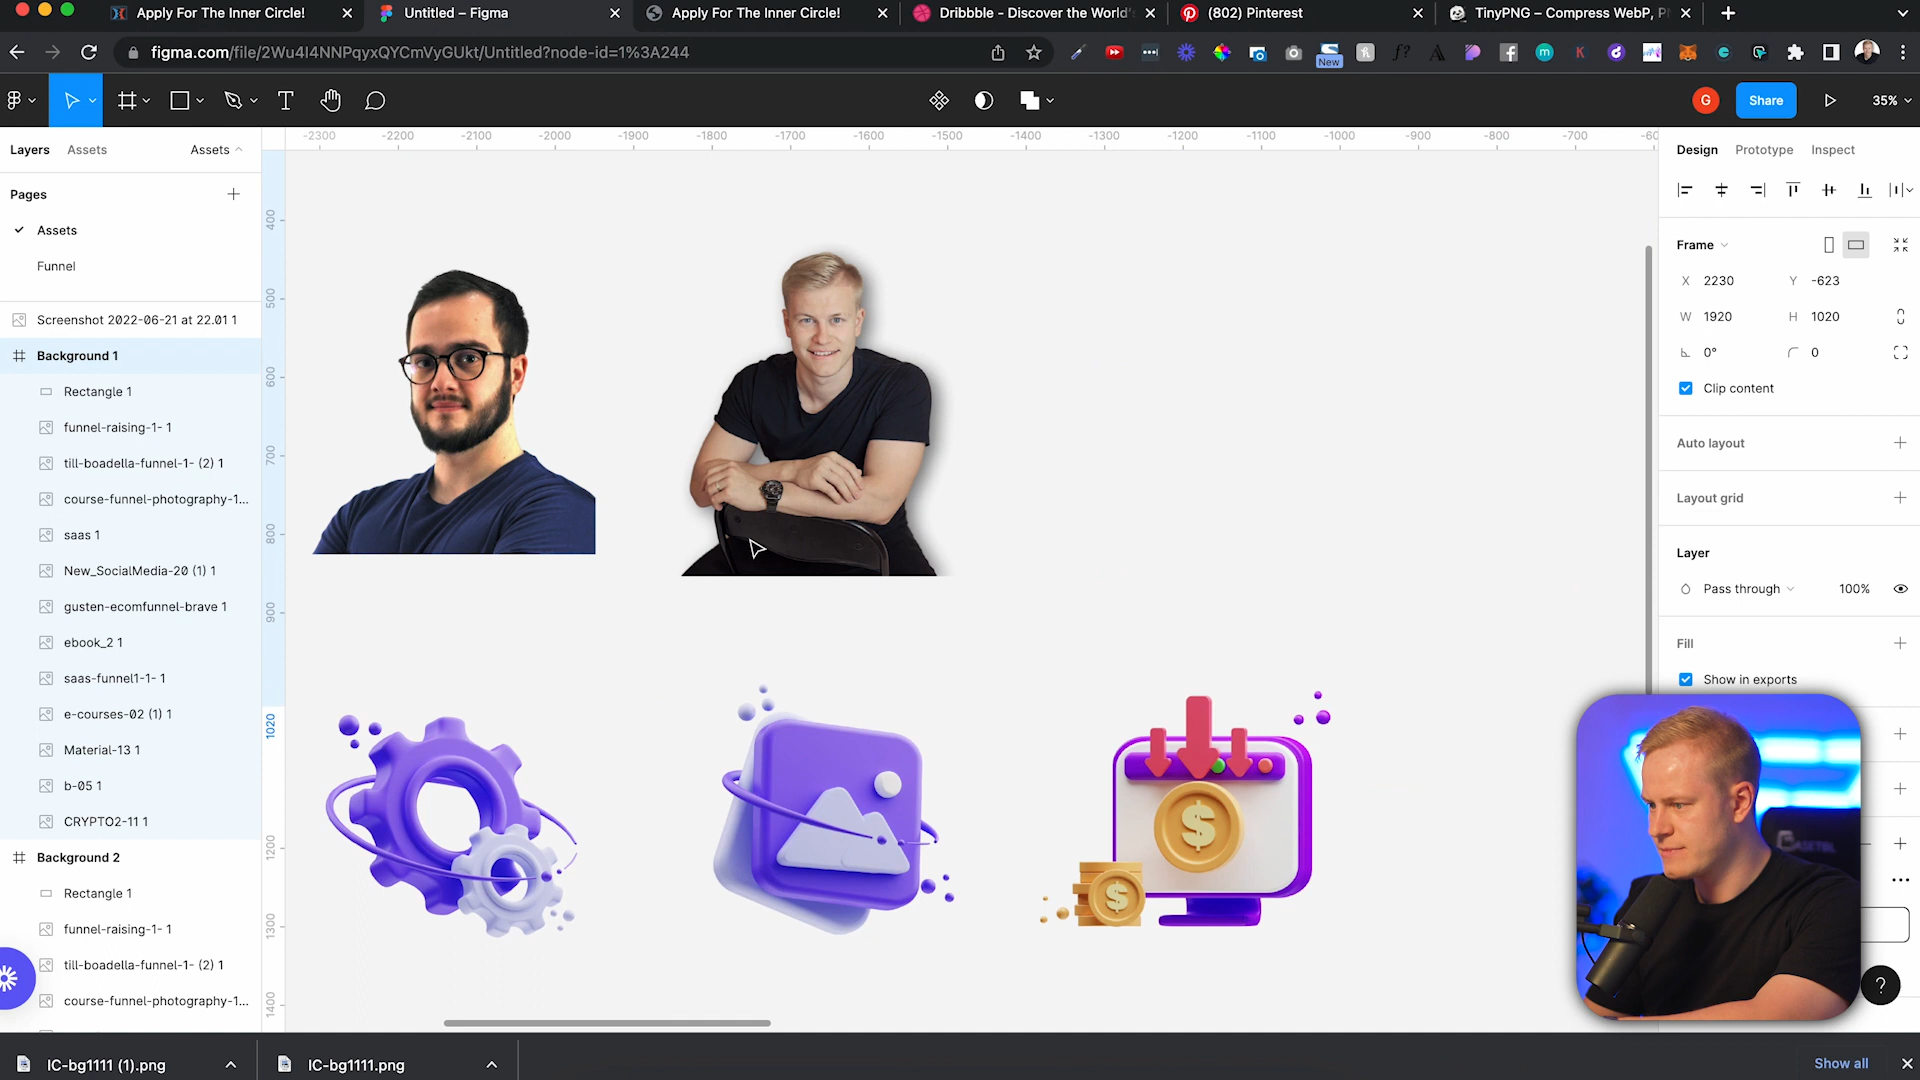 Apply For The Inner Circle!
Untitled – Figma
Apply For The Inner Circle!
Dribbble - Discover the World's
(802) Pinterest
TinyPNG – Compress WebP, PN
figma.com/file/2Wu4I4NNPqyxQYCmVyGUkt/Untitled?node-id=1%3A244
New
G
Share
35%
Layers
Assets
Assets
-2300
-2200
-2100
-2000
-1900
-1800
-1700
-1600
-1500
-1400
-1300
-1200
-1100
-1000
-900
-800
-700
-60
Design
Prototype
Inspect
Pages
Assets
Funnel
Screenshot 2022-06-21 at 22.01 1
Background 1
Rectangle 1
funnel-raising-1- 1
till-boadella-funnel-1- (2) 1
course-funnel-photography-1...
saas 1
New_SocialMedia-20 (1) 1
gusten-ecomfunnel-brave 1
ebook_2 1
saas-funnel1-1- 1
e-courses-02 (1) 1
Material-13 1
b-05 1
CRYPTO2-11 1
Background 2
Rectangle 1
funnel-raising-1- 1
till-boadella-funnel-1- (2) 1
course-funnel-photography-1...
400
500
600
700
800
900
1020
1200
1300
1400
$
$
Frame
X 2230
Y -623
W 1920
H 1020
0°
0
Clip content
Auto layout
Layout grid
Layer
Pass through
100%
Fill
Show in exports
?
IC-bg1111 (1).png
IC-bg1111.png
Show all